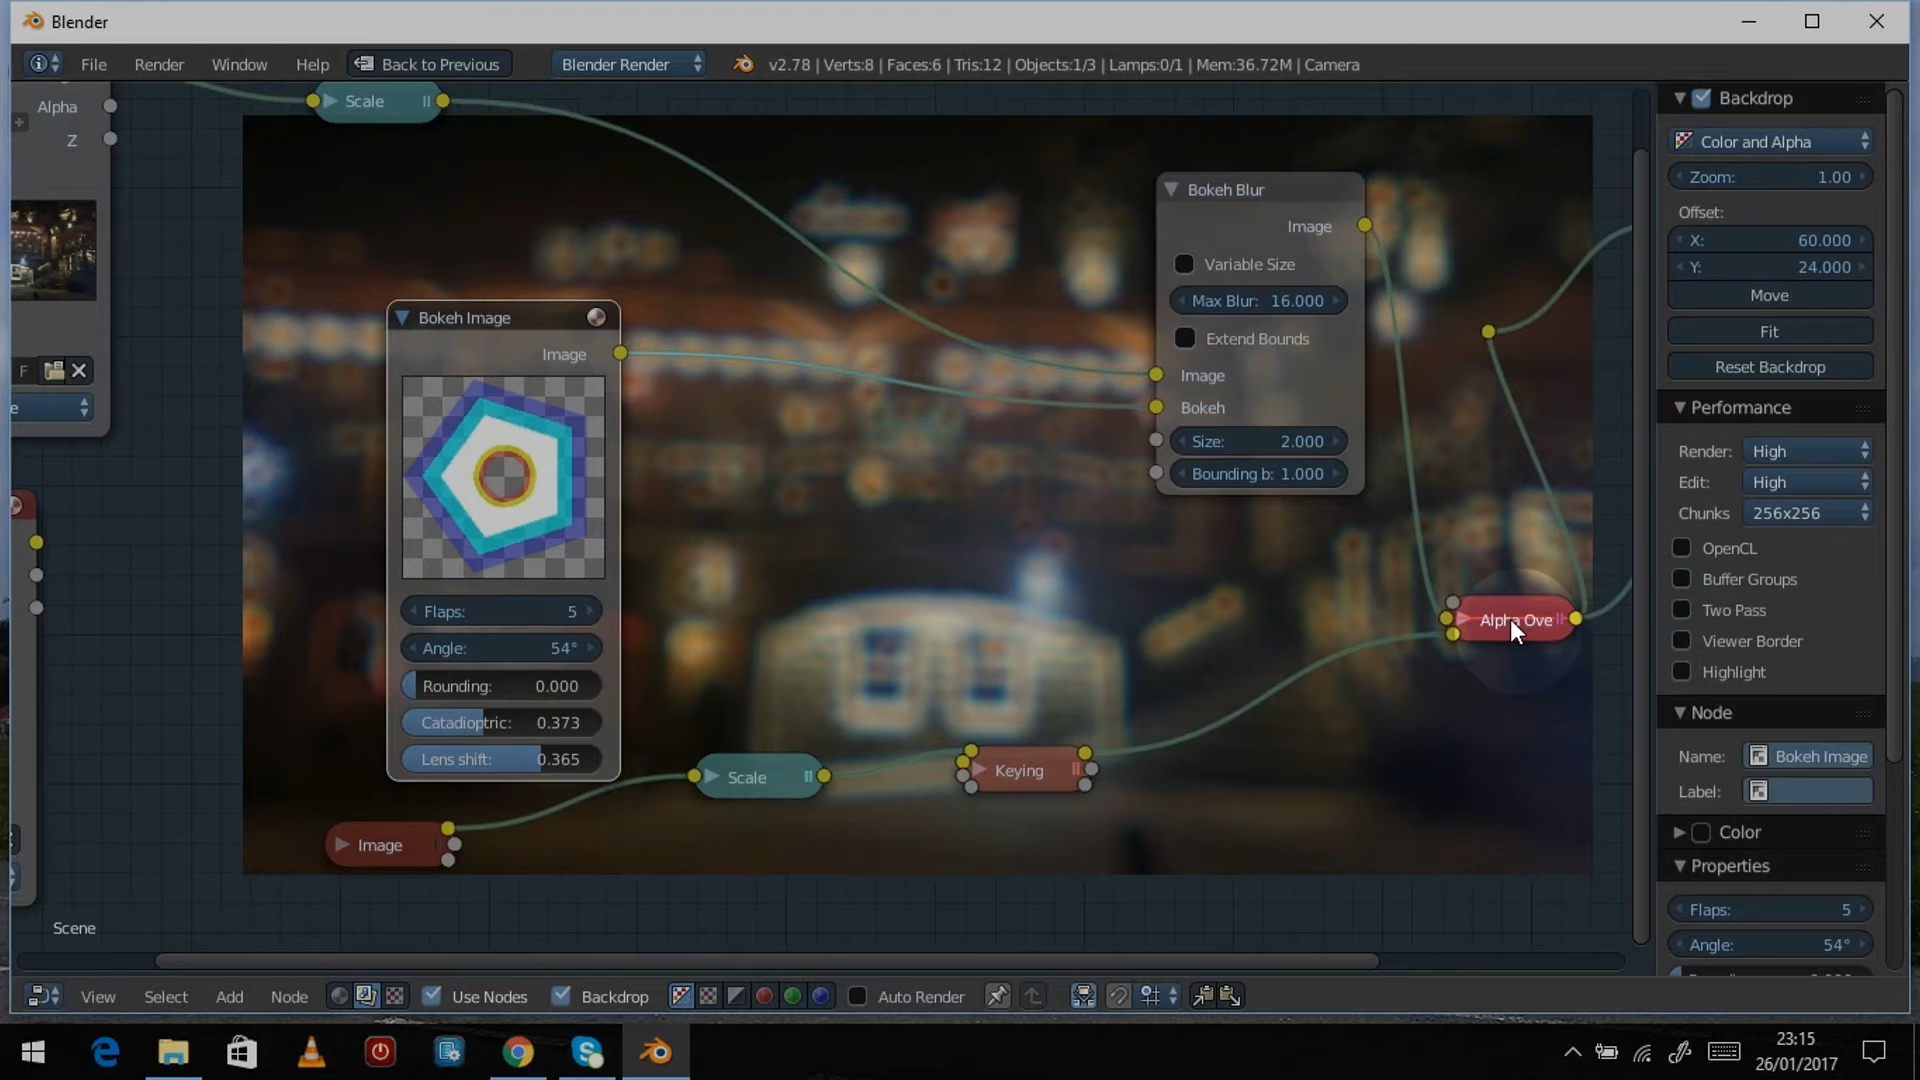 Blender
File Render Window Help Back to Previous Blender Render v2.78 | Verts:8 | Faces:6 | Tris:12 | Objects:1/3 | Lamps:0/1 | Mem:36.72M | Camera
Alpha
Z
F
e
Scale
Bokeh Image
Image
Flaps: 5
Angle: 54°
Rounding: 0.000
Catadioptric: 0.373
Lens shift: 0.365
Image
Scale
Keying
Bokeh Blur
Image
Variable Size
Max Blur: 16.000
Extend Bounds
Image
Bokeh
Size: 2.000
Bounding b: 1.000
Alpha Ove
Scene
Backdrop
Color and Alpha
Zoom: 1.00
Offset:
X: 60.000
Y: 24.000
Move
Fit
Reset Backdrop
Performance
Render: High
Edit: High
Chunks 256x256
OpenCL
Buffer Groups
Two Pass
Viewer Border
Highlight
Node
Name: Bokeh Image
Label:
Color
Properties
Flaps: 5
Angle: 54°
View Select Add Node Use Nodes Backdrop Auto Render
23:15
26/01/2017